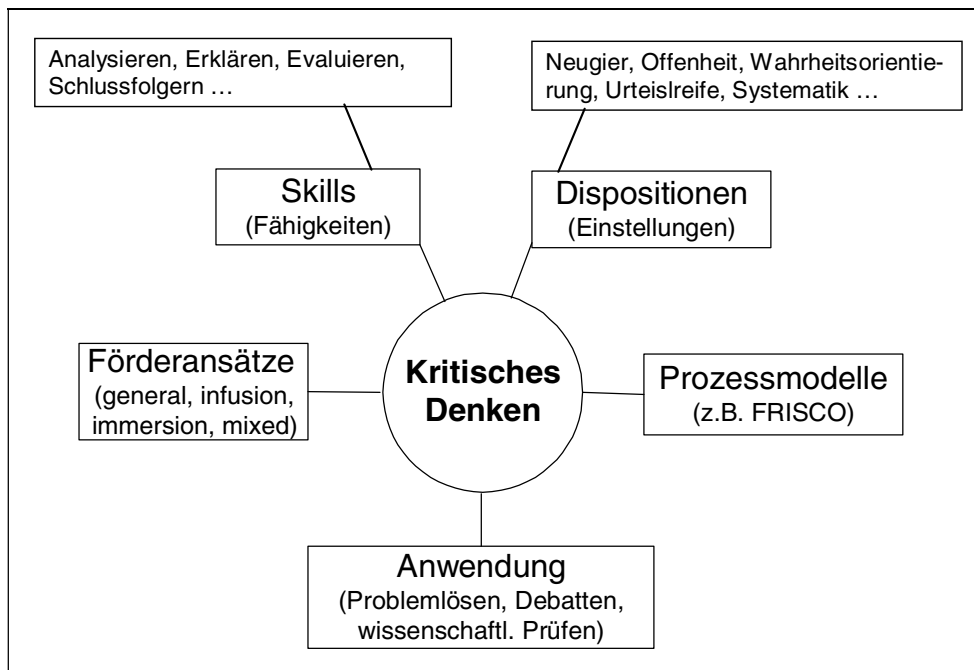 Analysieren, Erklären, Evaluieren,
Schlussfolgern …
Neugier, Offenheit, Wahrheitsorientie-
rung, Urteislreife, Systematik …
Skills
(Fähigkeiten)
Dispositionen
(Einstellungen)
Förderansätze
(general, infusion,
immersion, mixed)
Kritisches
Denken
Prozessmodelle
(z.B. FRISCO)
Anwendung
(Problemlösen, Debatten,
wissenschaftl. Prüfen)